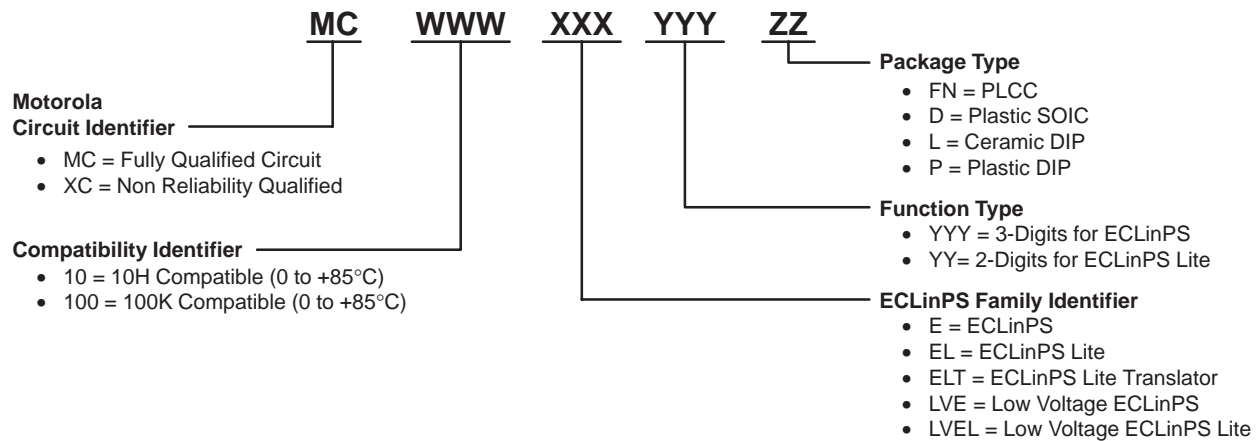 MC WWW XXX YYY ZZ
Motorola
Circuit Identifier
• MC = Fully Qualified Circuit
• XC = Non Reliability Qualified
Compatibility Identifier
• 10 = 10H Compatible (0 to +85°C)
• 100 = 100K Compatible (0 to +85°C)
Package Type
• FN = PLCC
• D = Plastic SOIC
• L = Ceramic DIP
• P = Plastic DIP
Function Type
• YYY = 3-Digits for ECLinPS
• YY= 2-Digits for ECLinPS Lite
ECLinPS Family Identifier
• E = ECLinPS
• EL = ECLinPS Lite
• ELT = ECLinPS Lite Translator
• LVE = Low Voltage ECLinPS
• LVEL = Low Voltage ECLinPS Lite